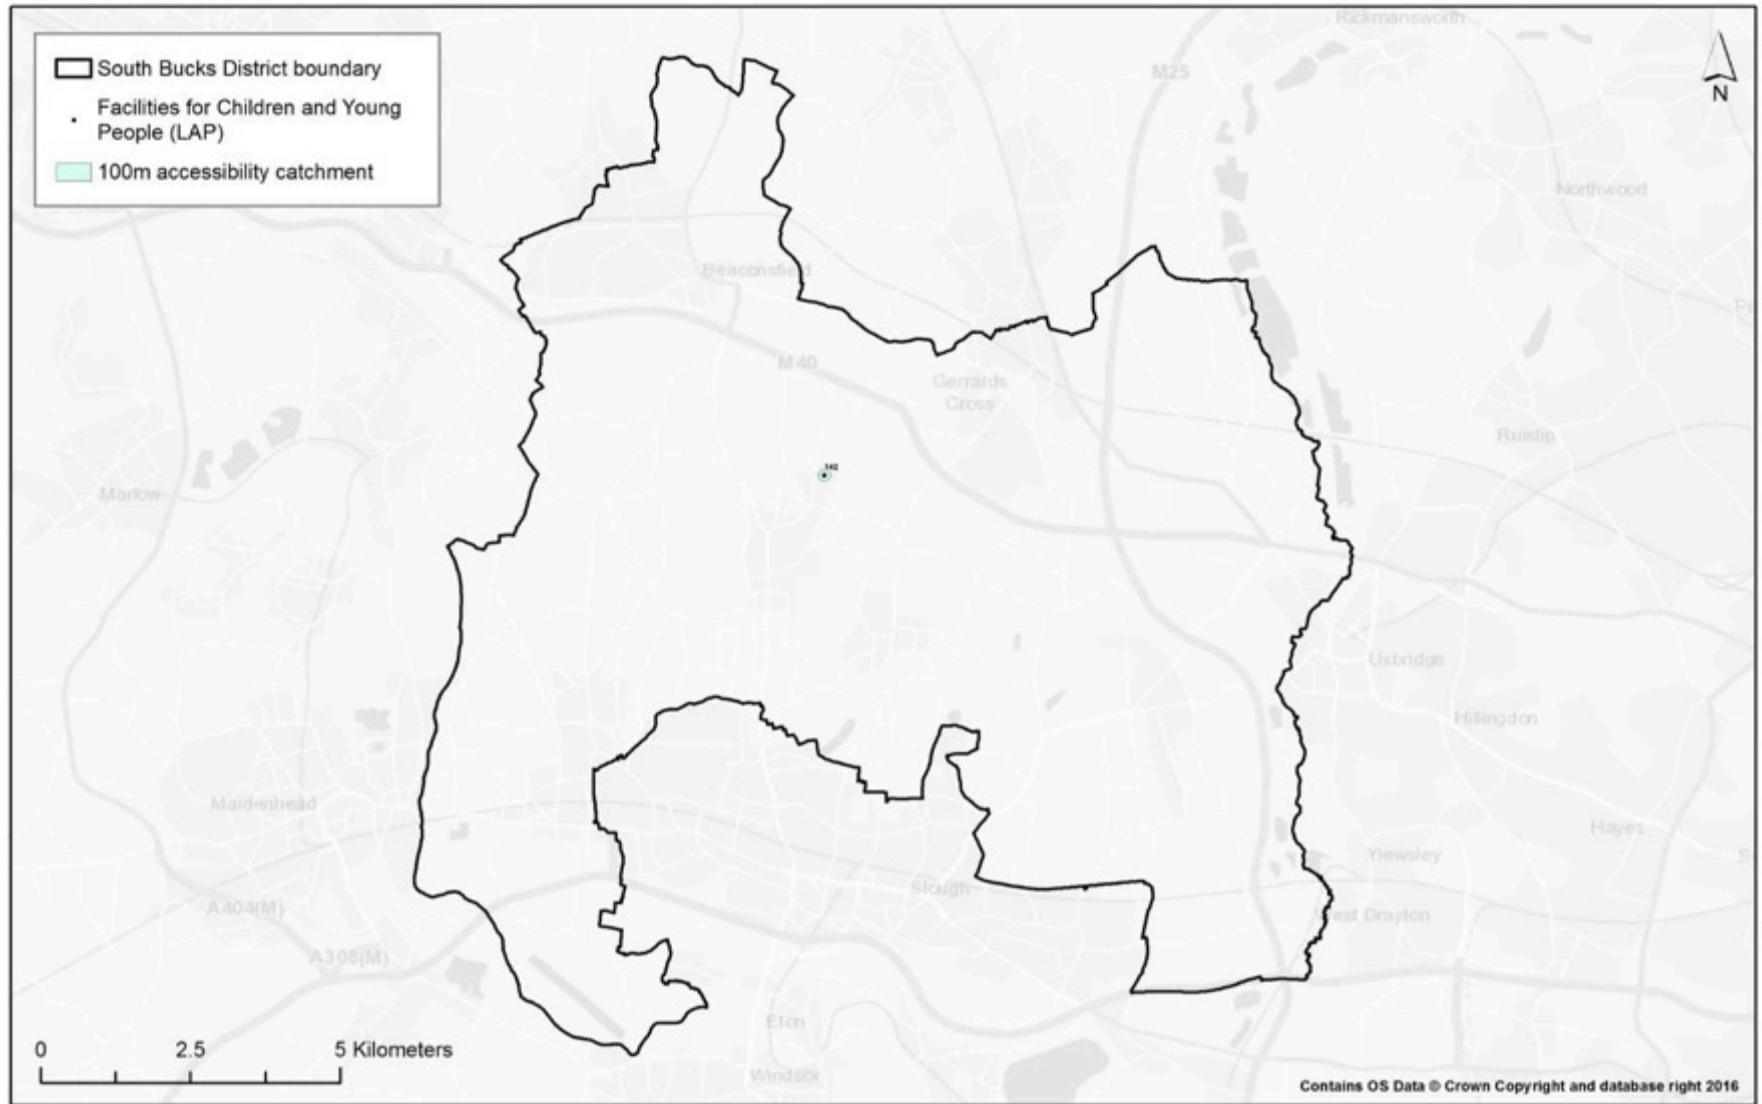 Rickmansworth
South Bucks District boundary
M25
Facilities for Children and Young
People (LAP)
N
100m accessibility catchment
Northwood
Beaconsfield
M40
Gerrards
Cross
Ruislip
142
Marlow
Uxbridge
Hillingdon
Maidenhead
Hayes
Yiewsley
Slough
A404(M)
West Drayton
A308(M)
Eton
0 2.5 5 Kilometers
Windsor
Contains OS Data © Crown Copyright and database right 2016